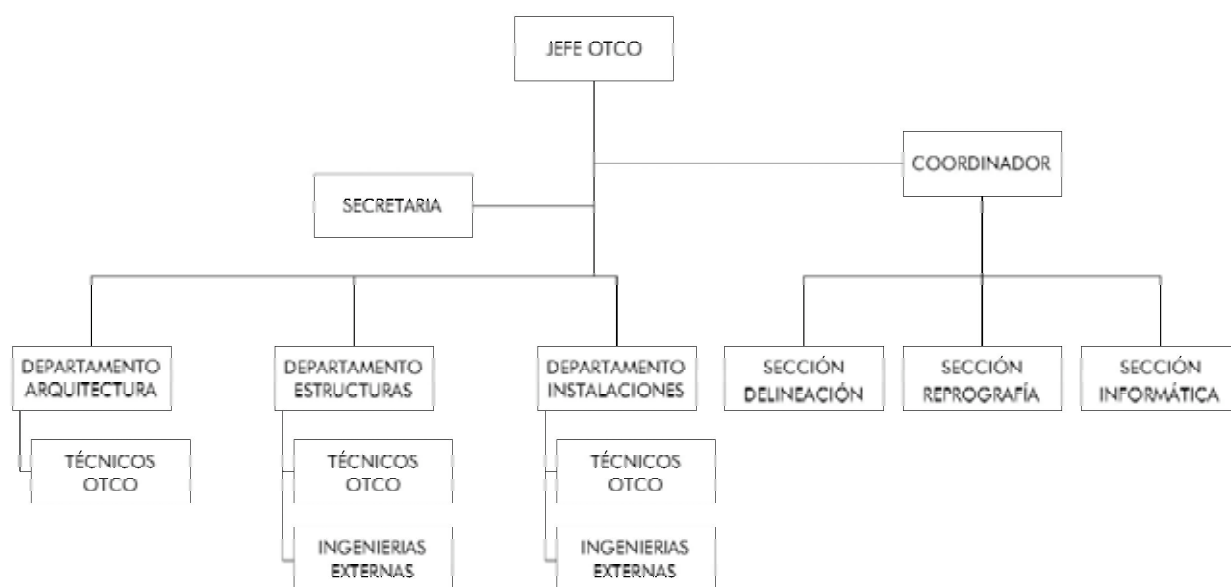 JEFE OTCO
COORDINADOR
SECRETARIA
DEPARTAMENTO
ARQUITECTURA
DEPARTAMENTO
ESTRUCTURAS
DEPARTAMENTO
INSTALACIONES
SECCIÓN
DELINEACIÓN
SECCIÓN
REPROGRAFÍA
SECCIÓN
INFORMÁTICA
TÉCNICOS
OTCO
TÉCNICOS
OTCO
TÉCNICOS
OTCO
INGENIERIAS
EXTERNAS
INGENIERIAS
EXTERNAS